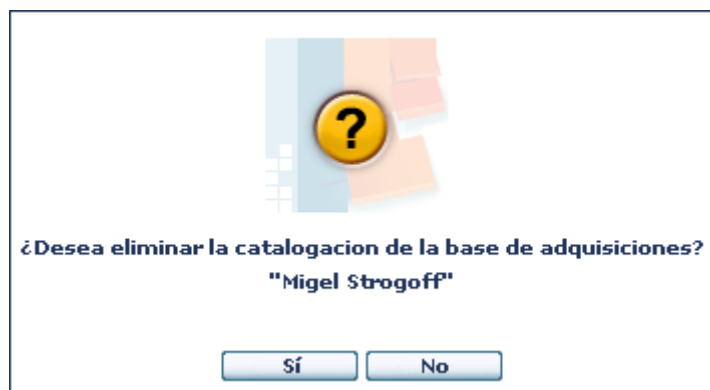 ?
¿Desea eliminar la catalogacion de la base de adquisiciones?
"Migel Strogoff"
Sí No